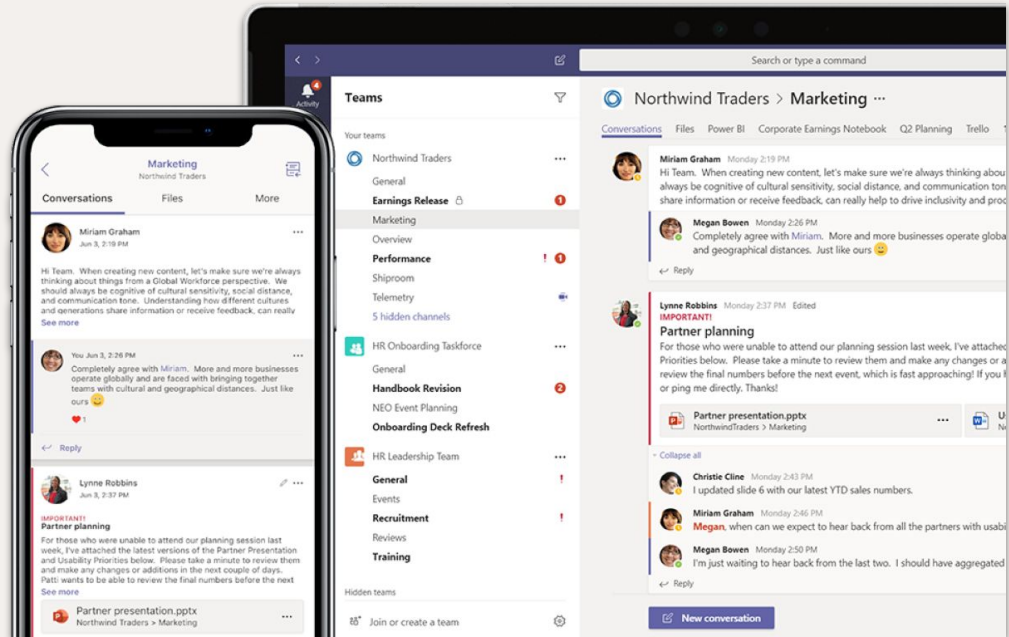 Search or type a command
4
Activity
Teams
Your teams
Northwind Traders
General
Earnings Release
1
Marketing
Overview
Performance
! 1
Shiproom
Telemetry
5 hidden channels
HR Onboarding Taskforce
General
Handbook Revision
2
NEO Event Planning
Onboarding Deck Refresh
HR Leadership Team
General
!
Events
Recruitment
!
Reviews
Training
Hidden teams
Join or create a team
Northwind Traders > Marketing ...
Conversations Files Power BI Corporate Earnings Notebook Q2 Planning Trello
Miriam Graham Monday 2:19 PM
Hi Team. When creating new content, let's make sure we're always thinking abou
always be cognitive of cultural sensitivity, social distance, and communication ton
share information or receive feedback, can really help to drive inclusivity and proc
Megan Bowen Monday 2:26 PM
Completely agree with Miriam. More and more businesses operate globa
and geographical distances. Just like ours 😊
Reply
Lynne Robbins Monday 2:37 PM Edited
IMPORTANT!
Partner planning
For those who were unable to attend our planning session last week, I've attached
Priorities below. Please take a minute to review them and make any changes or a
review the final numbers before the next event, which is fast approaching! If you h
or ping me directly. Thanks!
Partner presentation.pptx
NorthwindTraders > Marketing
Collapse all
Christie Cline Monday 2:43 PM
I updated slide 6 with our latest YTD sales numbers.
Miriam Graham Monday 2:46 PM
Megan, when can we expect to hear back from all the partners with usabi
Megan Bowen Monday 2:50 PM
I'm just waiting to hear back from the last two. I should have aggregated
Reply
New conversation
Marketing
Northwind Traders
Conversations Files More
Miriam Graham
Jun 3, 2:19 PM
Hi Team. When creating new content, let's make sure we're always
thinking about things from a Global Workforce perspective. We
should always be cognitive of cultural sensitivity, social distance,
and communication tone. Understanding how different cultures
and generations share information or receive feedback, can really
See more
You Jun 3, 2:26 PM
Completely agree with Miriam. More and more businesses
operate globally and are faced with bringing together
teams with cultural and geographical distances. Just like
ours 😊
❤ 1
Reply
Lynne Robbins
Jun 3, 2:37 PM
IMPORTANT!
Partner planning
For those who were unable to attend our planning session last
week, I've attached the latest versions of the Partner Presentation
and Usability Priorities below. Please take a minute to review them
and make any changes or additions in the next couple of days.
Patti wants to be able to review the final numbers before the next
See more
Partner presentation.pptx
Northwind Traders > Marketing